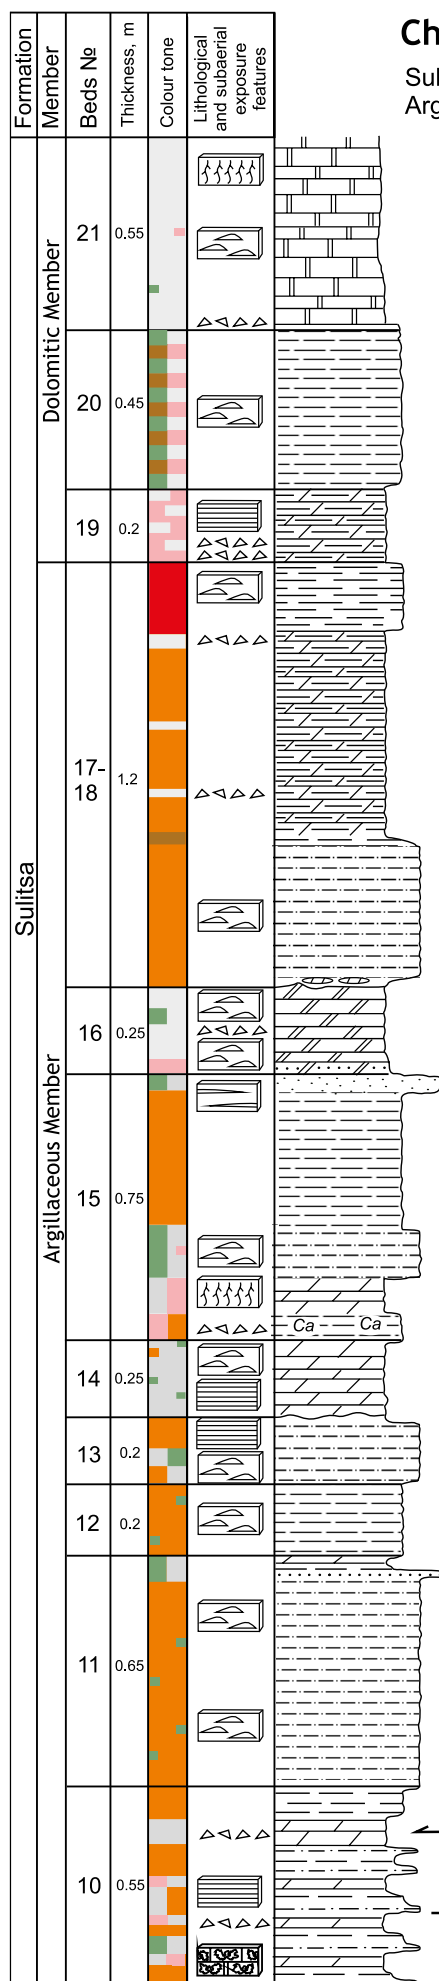 Ch
Sul
Arg
Formation
Member
Beds №
Thickness, m
Colour tone
Lithological
and subaerial
exposure
features
Sulitsa
Dolomitic Member
21
0.55
20
0.45
19
0.2
Argillaceous Member
17-
18
1.2
16
0.25
15
0.75
Ca
Ca
14
0.25
13
0.2
12
0.2
11
0.65
10
0.55